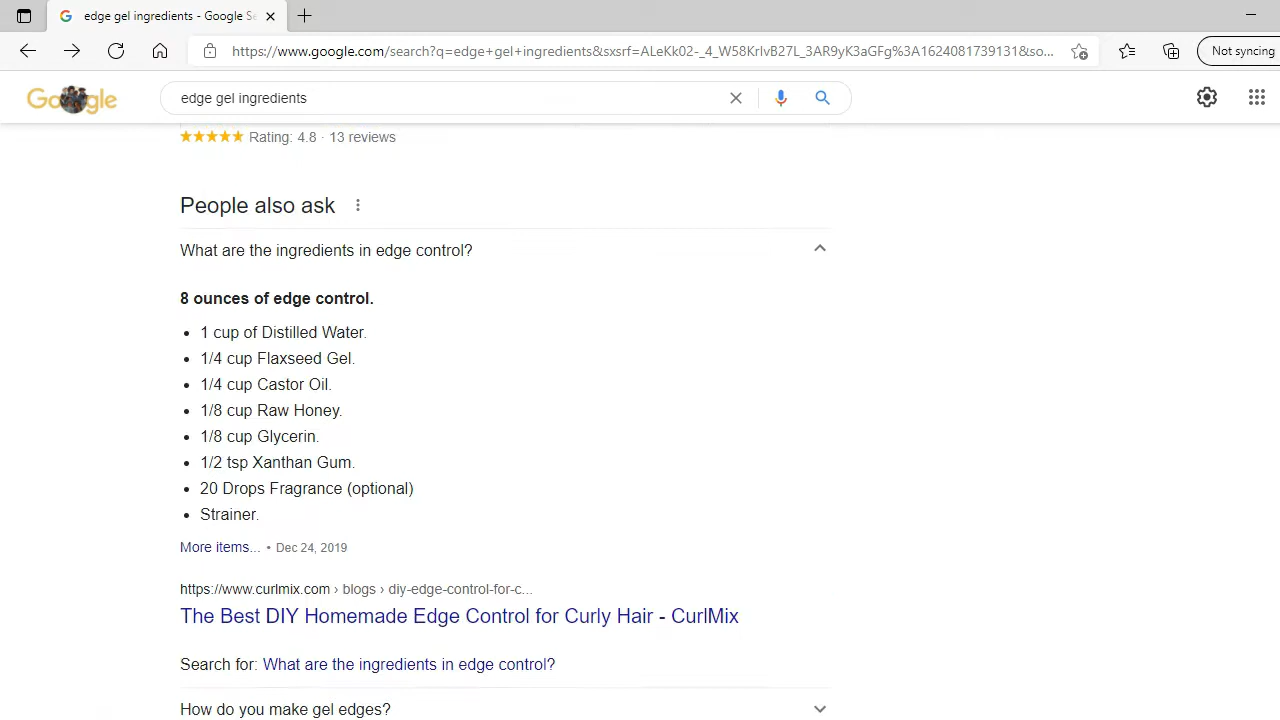 edge gel ingredients - Google Se
https://www.google.com/search?q=edge+gel+ingredients&sxsrf=ALeKk02-_4_W58KrlvB27L_3AR9yK3aGFg%3A1624081739131&so...
Not syncing
Google
edge gel ingredients
Rating: 4.8 · 13 reviews
People also ask
What are the ingredients in edge control?
8 ounces of edge control.
• 1 cup of Distilled Water.
• 1/4 cup Flaxseed Gel.
• 1/4 cup Castor Oil.
• 1/8 cup Raw Honey.
• 1/8 cup Glycerin.
• 1/2 tsp Xanthan Gum.
• 20 Drops Fragrance (optional)
• Strainer.
More items... • Dec 24, 2019
https://www.curlmix.com › blogs › diy-edge-control-for-c...
The Best DIY Homemade Edge Control for Curly Hair - CurlMix
Search for: What are the ingredients in edge control?
How do you make gel edges?